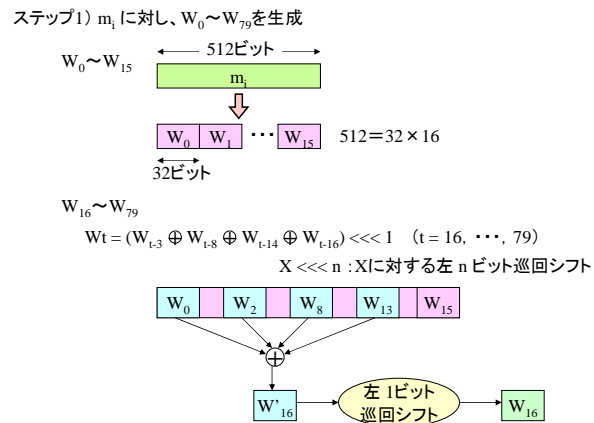 ステップ1) mi に対し、W0～W79を生成
512ビット
W0～W15
mi
W0 W1 ・・・ W15 512＝32×16
32ビット
W16～W79
Wt = (Wt-3 ⊕ Wt-8 ⊕ Wt-14 ⊕ Wt-16) <<< 1 (t = 16, ・・・, 79)
X <<< n : Xに対する左 n ビット巡回シフト
W0 W2 W8 W13 W15
W'16 左 1ビット W16
巡回シフト